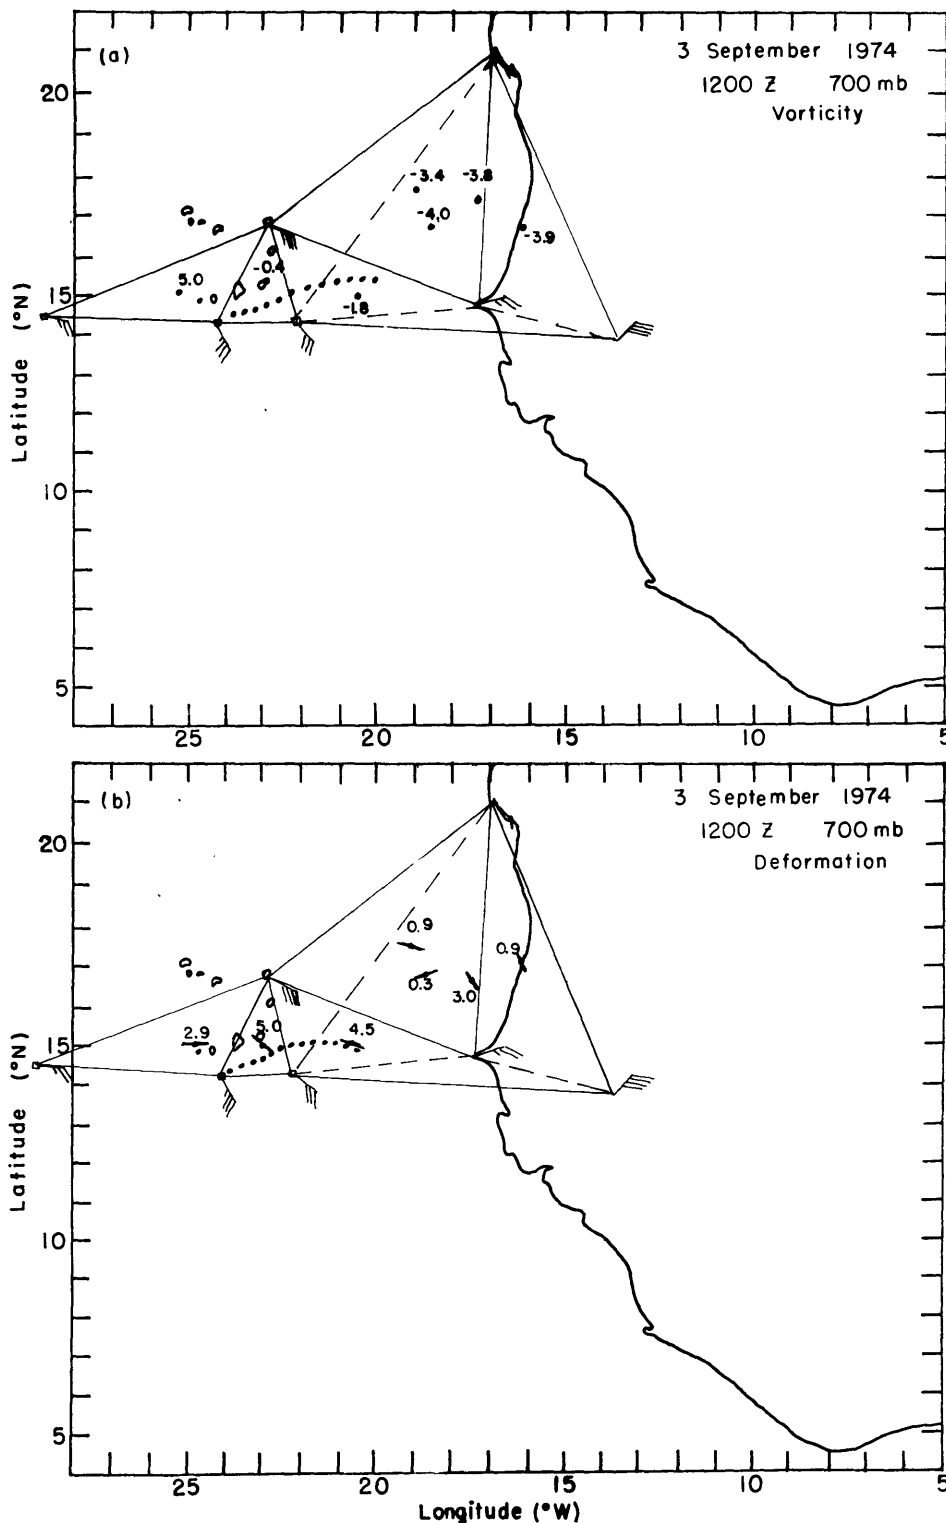 (a)
3 September 1974
1200 Z 700 mb
Vorticity
20
15
10
5
Latitude (°N)
-3.4
-3.8
-4.0
-3.9
5.0
-0.4
-1.8
25
20
15
10
5
(b)
3 September 1974
1200 Z 700 mb
Deformation
20
15
10
5
Latitude (°N)
0.9
0.9
0.3
3.0
2.9
5.0
4.5
25
20
15
10
5
Longitude (°W)